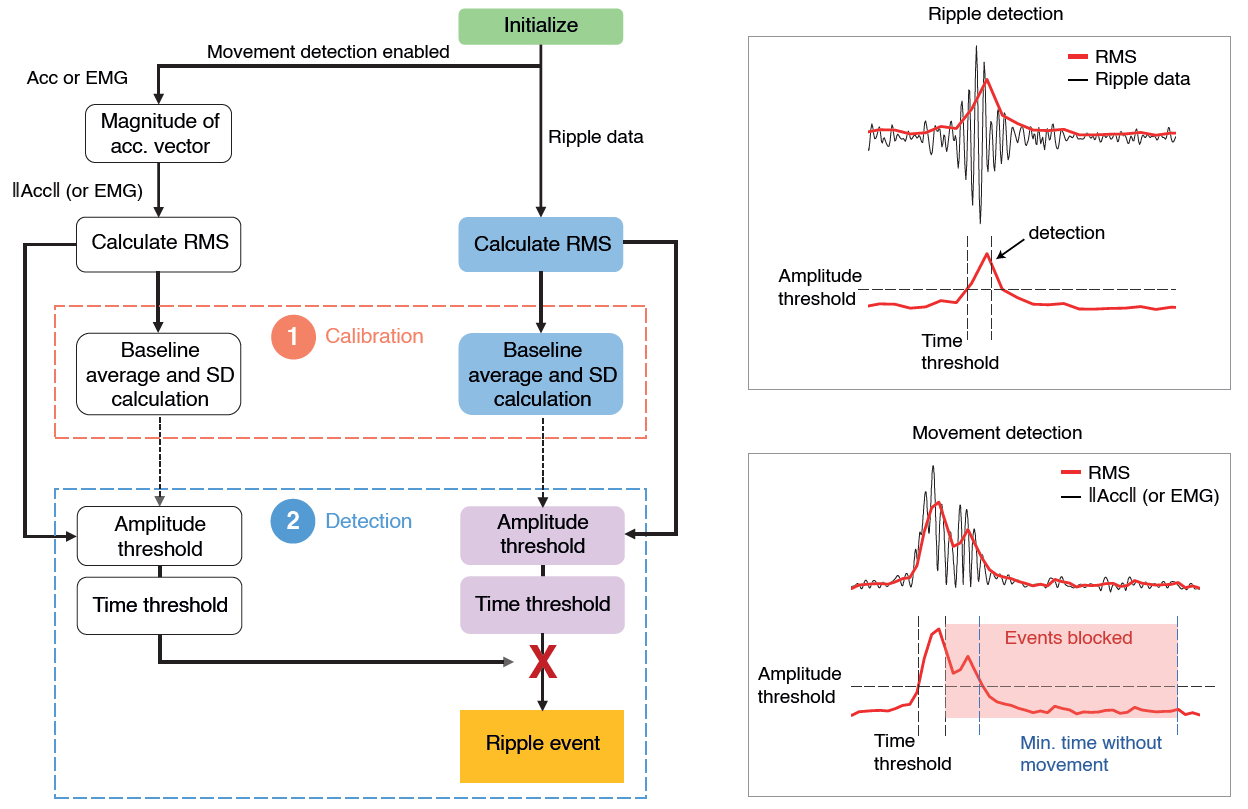 Initialize
Movement detection enabled
Acc or EMG
Magnitude of
acc. vector
Ripple data
‖Acc‖ (or EMG)
Calculate RMS
Calculate RMS
1 Calibration
Baseline
average and SD
calculation
Baseline
average and SD
calculation
2 Detection
Amplitude
threshold
Amplitude
threshold
Time threshold
Time threshold
X
Ripple event
Ripple detection
RMS
Ripple data
detection
Amplitude
threshold
Time
threshold
Movement detection
RMS
‖Acc‖ (or EMG)
Events blocked
Amplitude
threshold
Time
threshold
Min. time without
movement